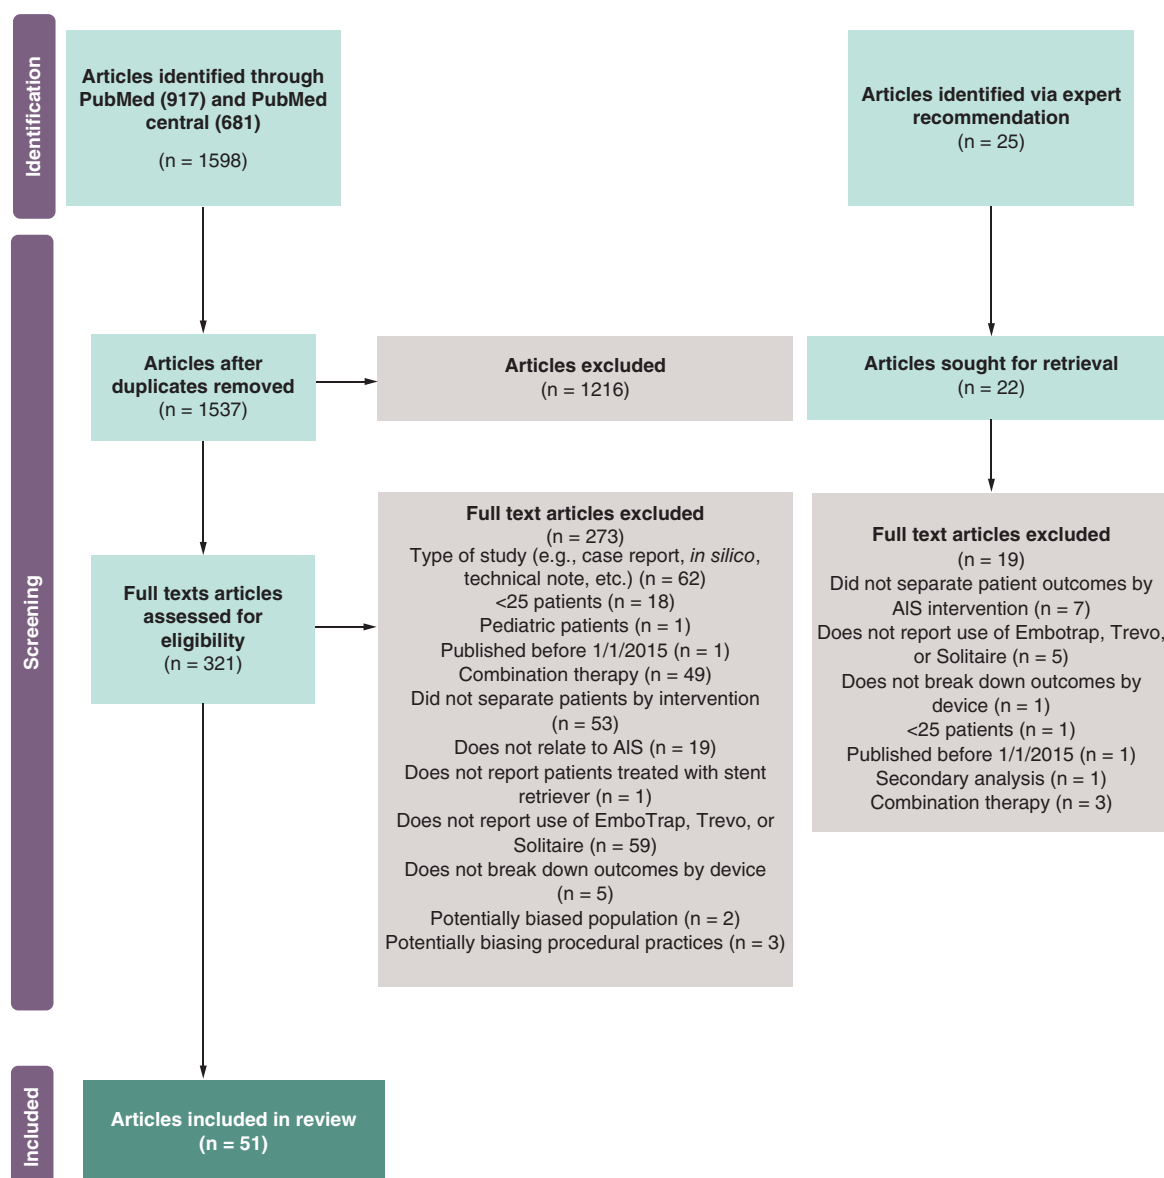 Identification
Articles identified through
PubMed (917) and PubMed
central (681)
(n = 1598)
Articles identified via expert
recommendation
(n = 25)
Screening
Articles after
duplicates removed
(n = 1537)
Articles excluded
(n = 1216)
Articles sought for retrieval
(n = 22)
Full texts articles
assessed for
eligibility
(n = 321)
Full text articles excluded
(n = 273)
Type of study (e.g., case report, in silico,
technical note, etc.) (n = 62)
<25 patients (n = 18)
Pediatric patients (n = 1)
Published before 1/1/2015 (n = 1)
Combination therapy (n = 49)
Did not separate patients by intervention
(n = 53)
Does not relate to AIS (n = 19)
Does not report patients treated with stent
retriever (n = 1)
Does not report use of EmboTrap, Trevo, or
Solitaire (n = 59)
Does not break down outcomes by device
(n = 5)
Potentially biased population (n = 2)
Potentially biasing procedural practices (n = 3)
Full text articles excluded
(n = 19)
Did not separate patient outcomes by
AIS intervention (n = 7)
Does not report use of Embotrap, Trevo,
or Solitaire (n = 5)
Does not break down outcomes by
device (n = 1)
<25 patients (n = 1)
Published before 1/1/2015 (n = 1)
Secondary analysis (n = 1)
Combination therapy (n = 3)
Included
Articles included in review
(n = 51)